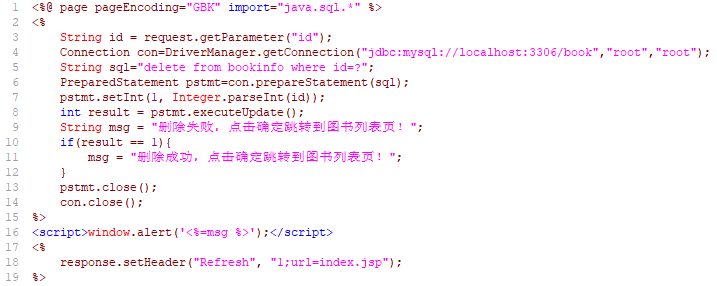 1 <%@ page pageEncoding="GBK" import="java.sql.*" %>
2 <%
3 String id = request.getParameter("id");
4 Connection con=DriverManager.getConnection("jdbc:mysql://localhost:3306/book","root","root");
5 String sql="delete from bookinfo where id=?";
6 PreparedStatement pstmt=con.prepareStatement(sql);
7 pstmt.setInt(1, Integer.parseInt(id));
8 int result = pstmt.executeUpdate();
9 String msg = "删除失败，点击确定跳转到图书列表页！";
10 if(result == 1){
11 msg = "删除成功，点击确定跳转到图书列表页！";
12 }
13 pstmt.close();
14 con.close();
15 %>
16 <script>window.alert('<%=msg %>');</script>
17 <%
18 response.setHeader("Refresh", "1;url=index.jsp");
19 %>